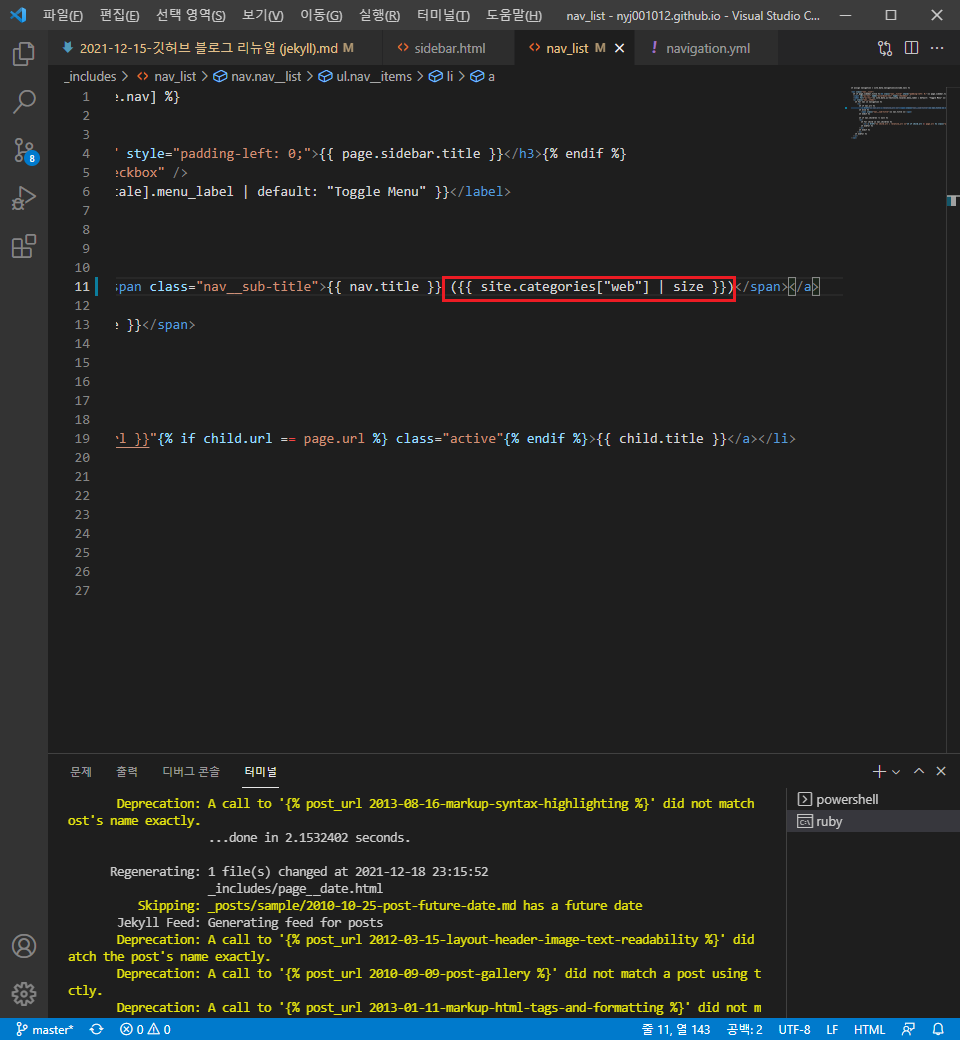 파일(F) 편집(E) 선택 영역(S) 보기(V) 이동(G) 실행(R) 터미널(T) 도움말(H) nav_list - nyj001012.github.io - Visual Studio C...
2021-12-15-깃허브 블로그 리뉴얼 (jekyll).md M
sidebar.html
nav_list M
! navigation.yml
_includes > nav_list > nav.nav__list > ul.nav__items > li > a
1 e.nav] %}
2
3
4 " style="padding-left: 0;">{{ page.sidebar.title }}</h3>{% endif %}
5 eckbox" />
6 cale].menu_label | default: "Toggle Menu" }}</label>
7
8
9
10
11 span class="nav__sub-title">{{ nav.title }} ({{ site.categories["web"] | size }})</span></a>
12
13 e }}</span>
14
15
16
17
18
19 rl }}"{% if child.url == page.url %} class="active"{% endif %}>{{ child.title }}</a></li>
20
21
22
23
24
25
26
27
8
문제 출력 디버그 콘솔 터미널
Deprecation: A call to '{% post_url 2013-08-16-markup-syntax-highlighting %}' did not match
ost's name exactly.
...done in 2.1532402 seconds.
Regenerating: 1 file(s) changed at 2021-12-18 23:15:52
_includes/page__date.html
Skipping: _posts/sample/2010-10-25-post-future-date.md has a future date
Jekyll Feed: Generating feed for posts
Deprecation: A call to '{% post_url 2012-03-15-layout-header-image-text-readability %}' did
atch the post's name exactly.
Deprecation: A call to '{% post_url 2010-09-09-post-gallery %}' did not match a post using t
ctly.
Deprecation: A call to '{% post_url 2013-01-11-markup-html-tags-and-formatting %}' did not m
powershell
ruby
master* 0 0 줄 11, 열 143 공백: 2 UTF-8 LF HTML